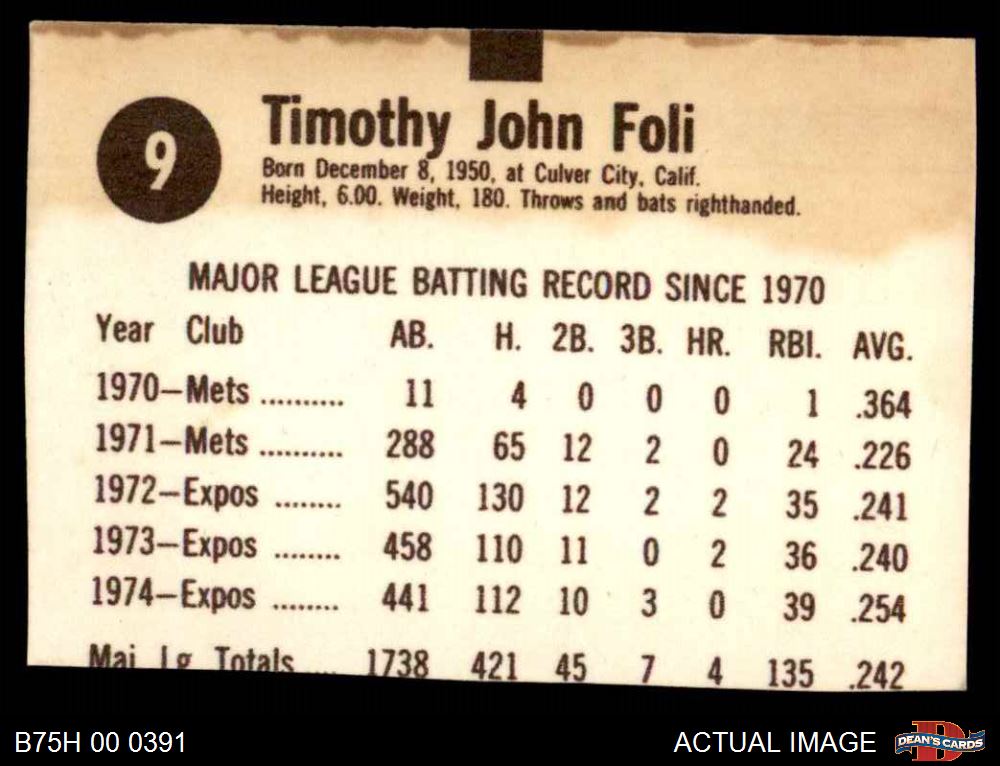 9
Timothy John Foli
Born December 8, 1950, at Culver City, Calif.
Height, 6.00. Weight, 180. Throws and bats righthanded.
MAJOR LEAGUE BATTING RECORD SINCE 1970
Year Club AB. H. 2B. 3B. HR. RBI. AVG.
1970—Mets .......... 11 4 0 0 0 1 .364
1971—Mets .......... 288 65 12 2 0 24 .226
1972—Expos ........ 540 130 12 2 2 35 .241
1973—Expos ........ 458 110 11 0 2 36 .240
1974—Expos ........ 441 112 10 3 0 39 .254
Maj Lg Totals .... 1738 421 45 7 4 135 .242
B75H 00 0391
ACTUAL IMAGE
DEAN'S CARDS